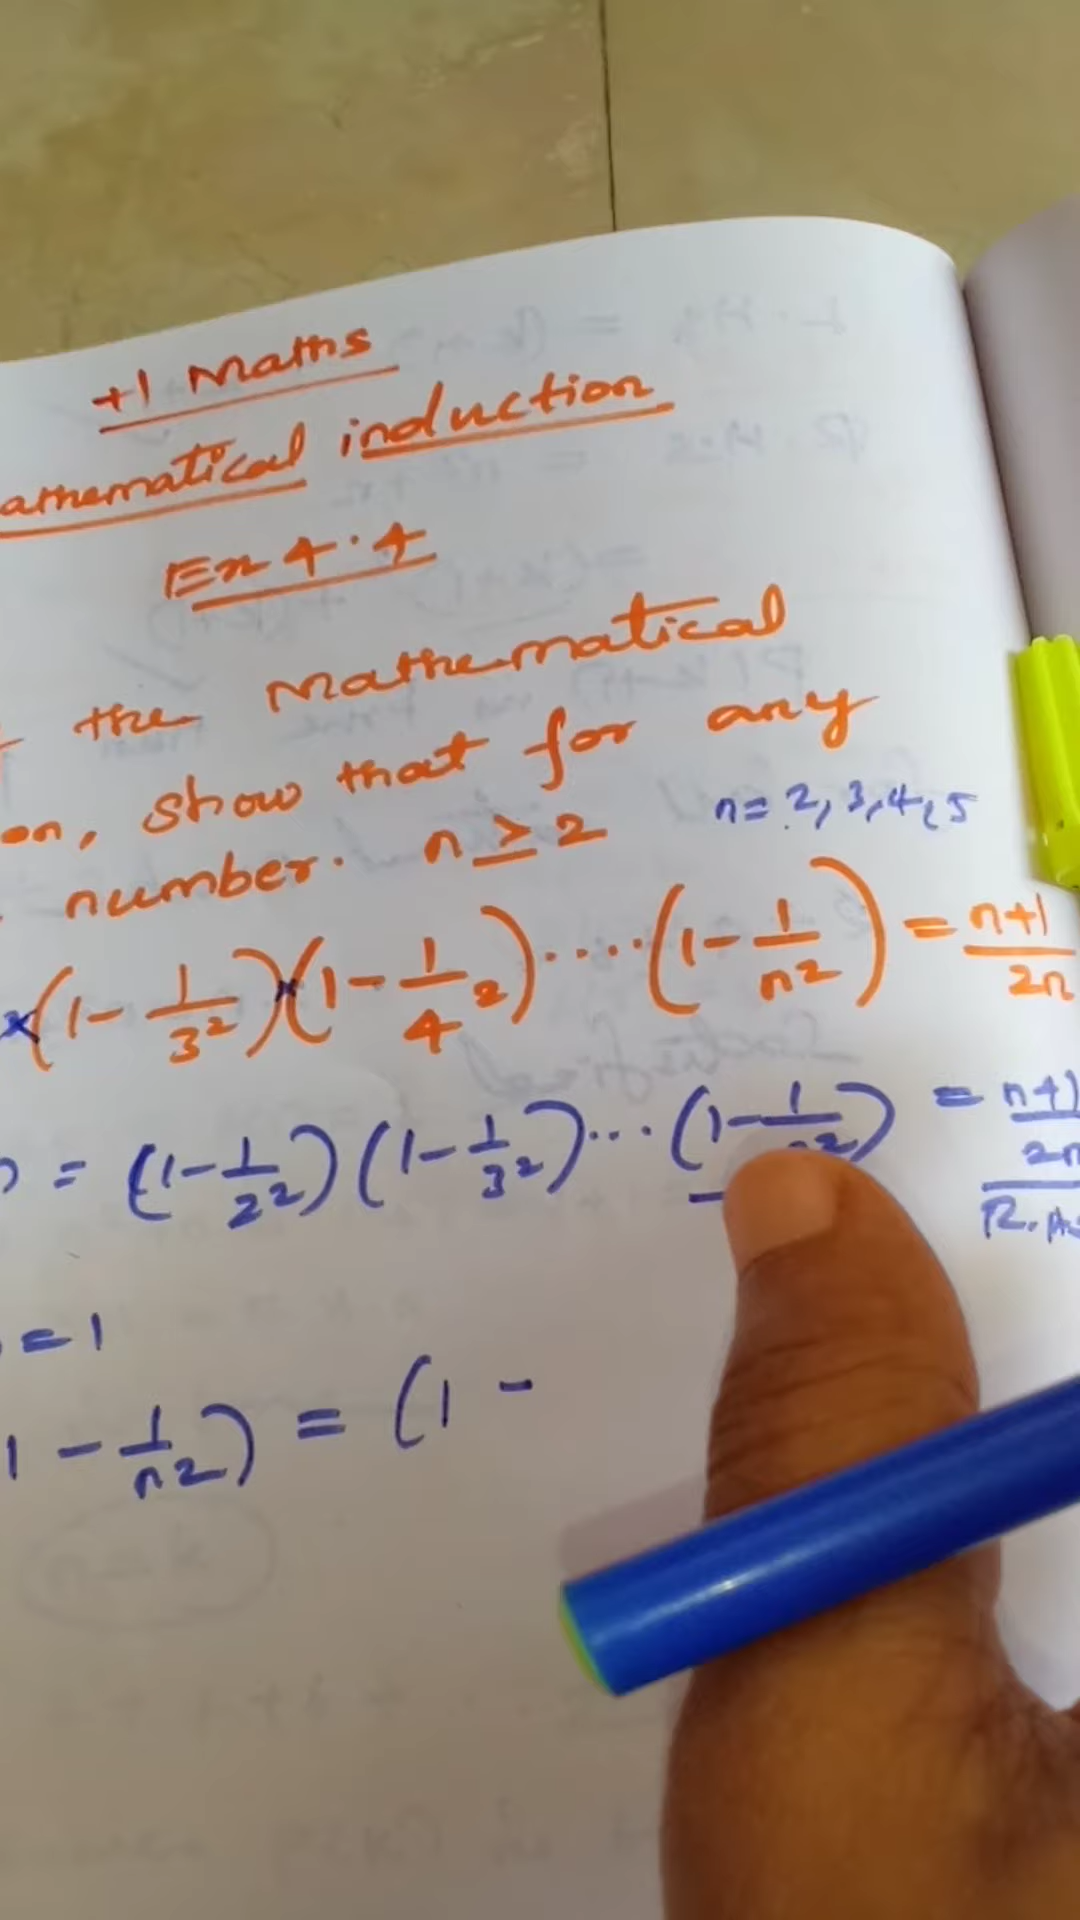 +1 Maths
athematical induction
Ex 4.4
the Mathematical
on, show that for any
number. n ≥ 2 n = 2, 3, 4, 5
×(1 - 1/3²)×(1 - 1/4²)....(1 - 1/n²) = n+1/2n
= (1 - 1/2²)(1 - 1/3²)...(1 - 1/n²) = n+1/2n
R.H
= 1
1 - 1/n²) = (1 -